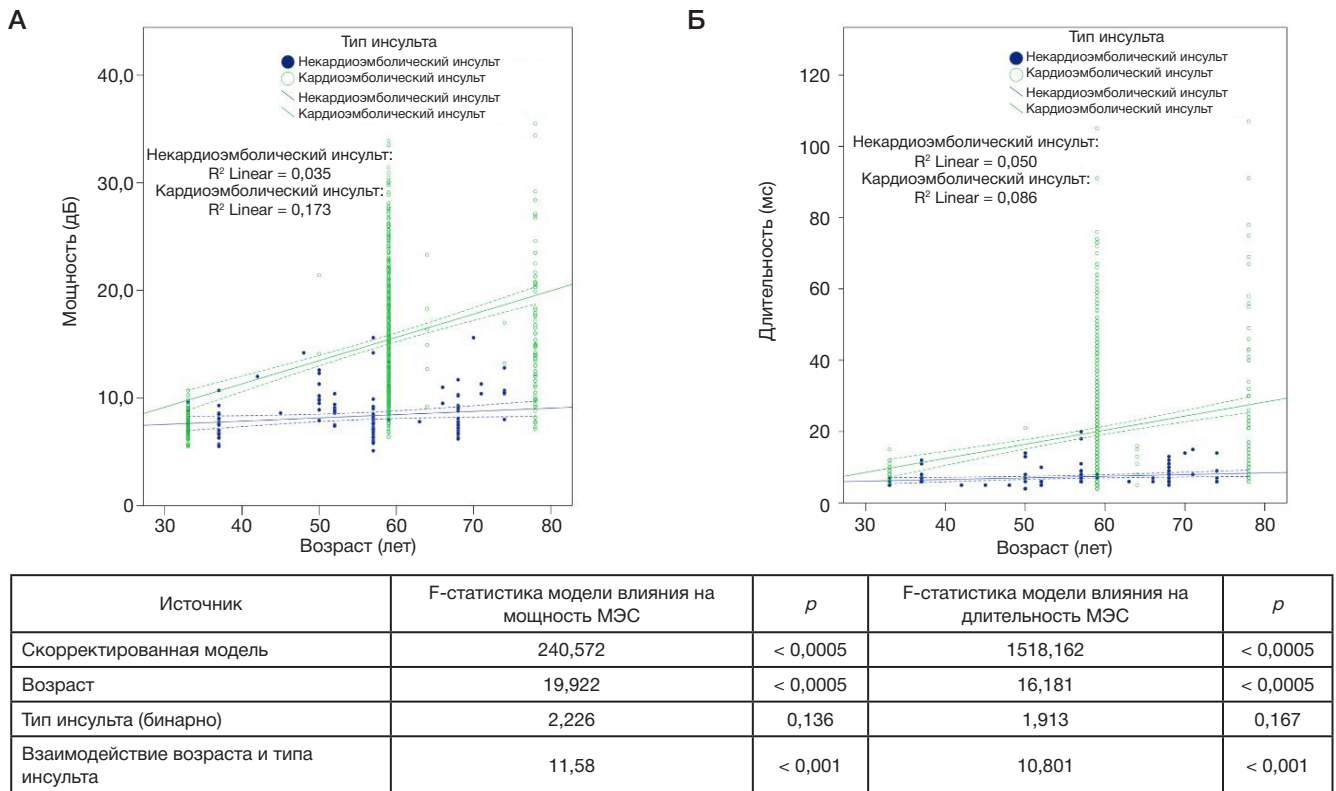 А
Тип инсульта
Некардиоэмболический инсульт
Кардиоэмболический инсульт
Некардиоэмболический инсульт
Кардиоэмболический инсульт
Некардиоэмболический инсульт:
R² Linear = 0,035
Кардиоэмболический инсульт:
R² Linear = 0,173
Мощность (дБ)
40,0
30,0
20,0
10,0
0
30 40 50 60 70 80
Возраст (лет)
Б
Тип инсульта
Некардиоэмболический инсульт
Кардиоэмболический инсульт
Некардиоэмболический инсульт
Кардиоэмболический инсульт
Некардиоэмболический инсульт:
R² Linear = 0,050
Кардиоэмболический инсульт:
R² Linear = 0,086
Длительность (мс)
120
100
80
60
40
20
0
30 40 50 60 70 80
Возраст (лет)
Источник F-статистика модели влияния на мощность МЭС p F-статистика модели влияния на длительность МЭС p
Скорректированная модель 240,572 < 0,0005 1518,162 < 0,0005
Возраст 19,922 < 0,0005 16,181 < 0,0005
Тип инсульта (бинарно) 2,226 0,136 1,913 0,167
Взаимодействие возраста и типа инсульта 11,58 < 0,001 10,801 < 0,001